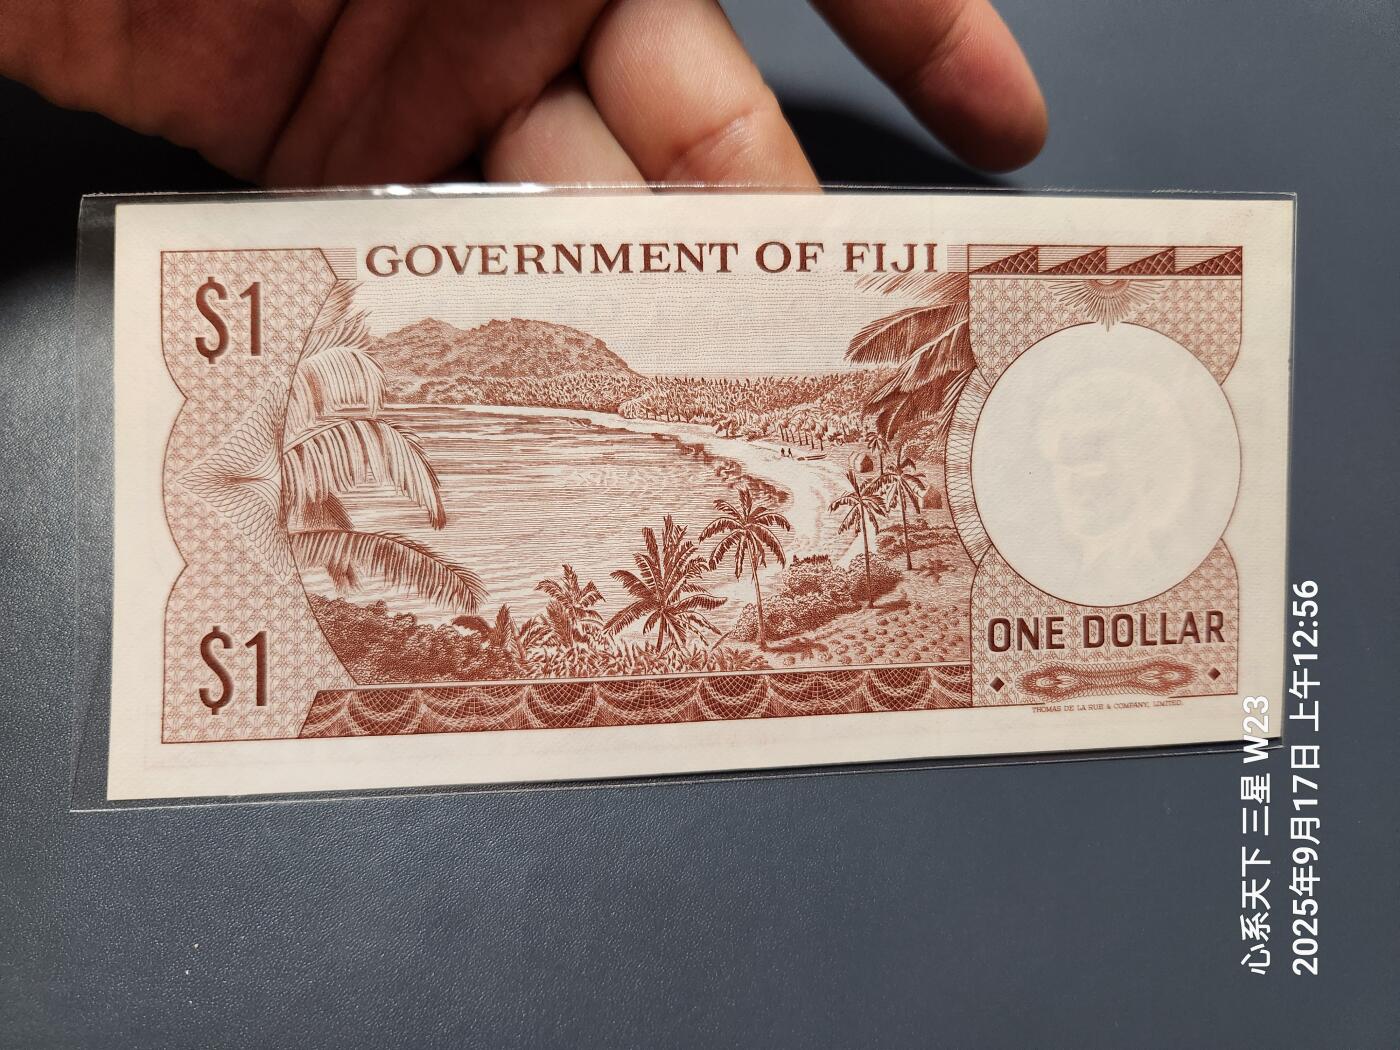 GOVERNMENT OF FIJI
$1
$1
ONE DOLLAR
THOMAS DE LA RUE & COMPANY, LIMITED.
心系天下 三星 W23
2025年9月17日 上午12:56